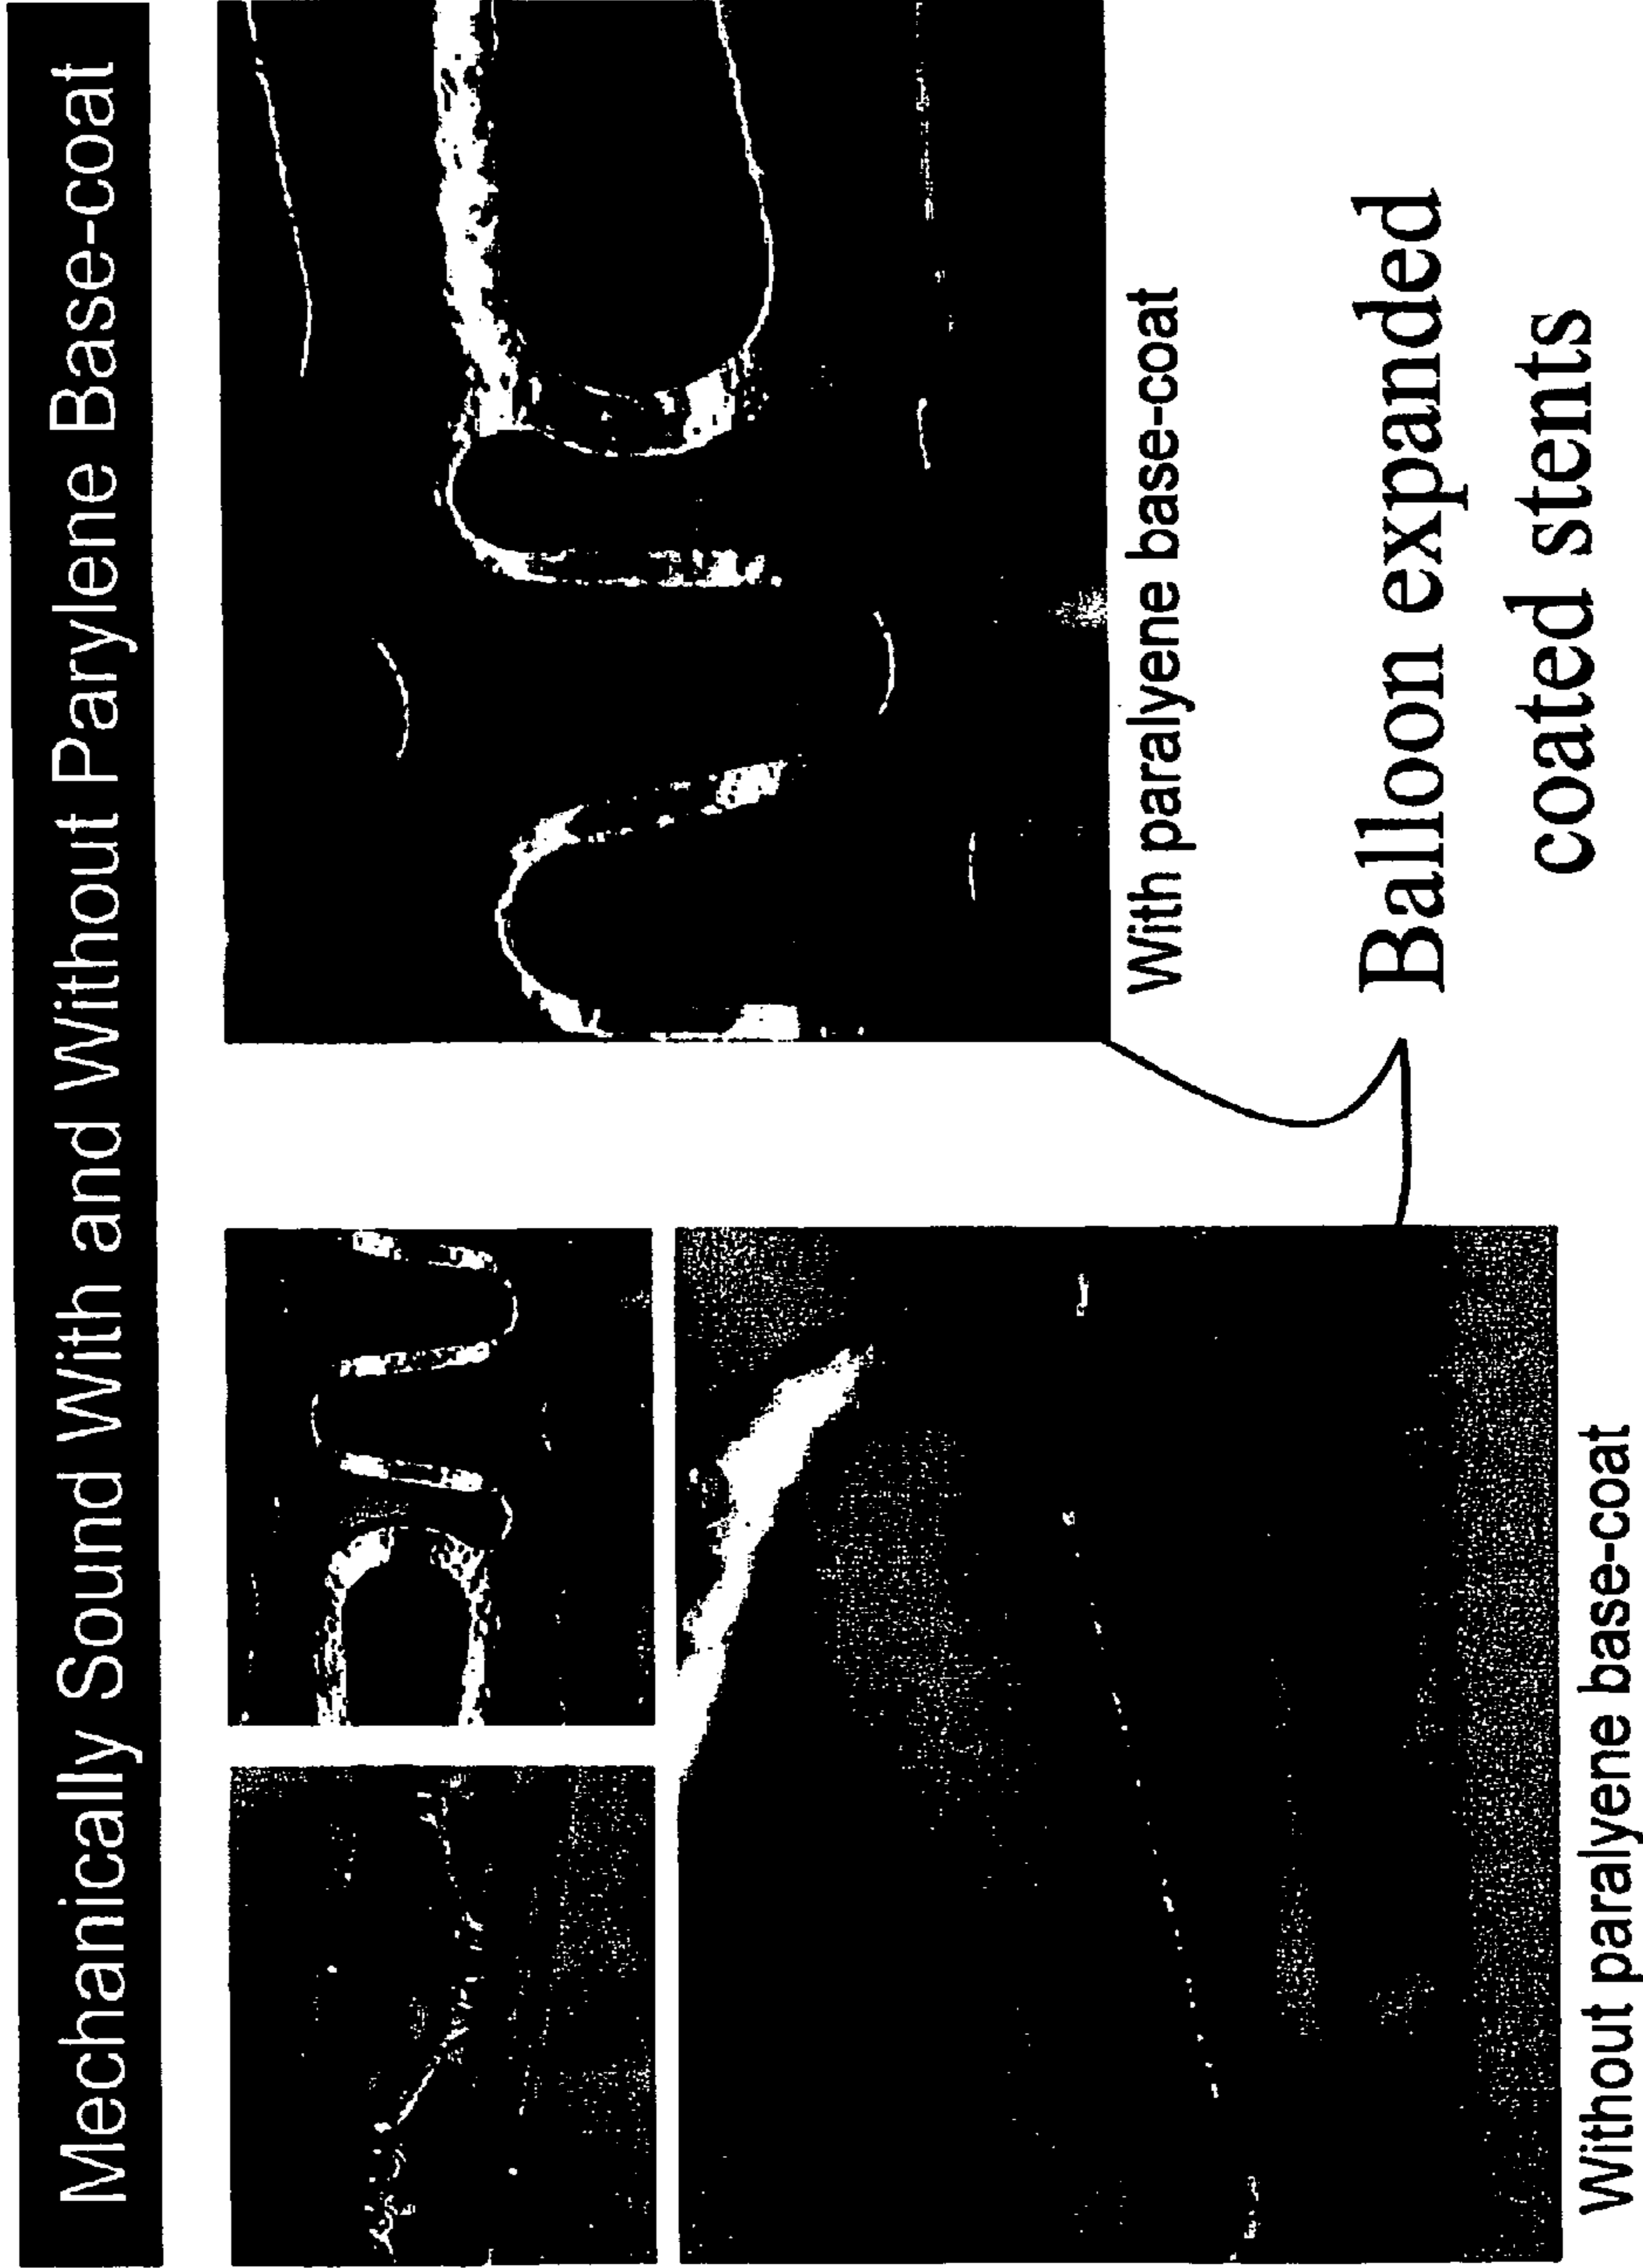 Mechanically Sound With and Without Parylene Base-coat
With paralyene base-coat
Without paralyene base-coat
Balloon expanded
coated stents